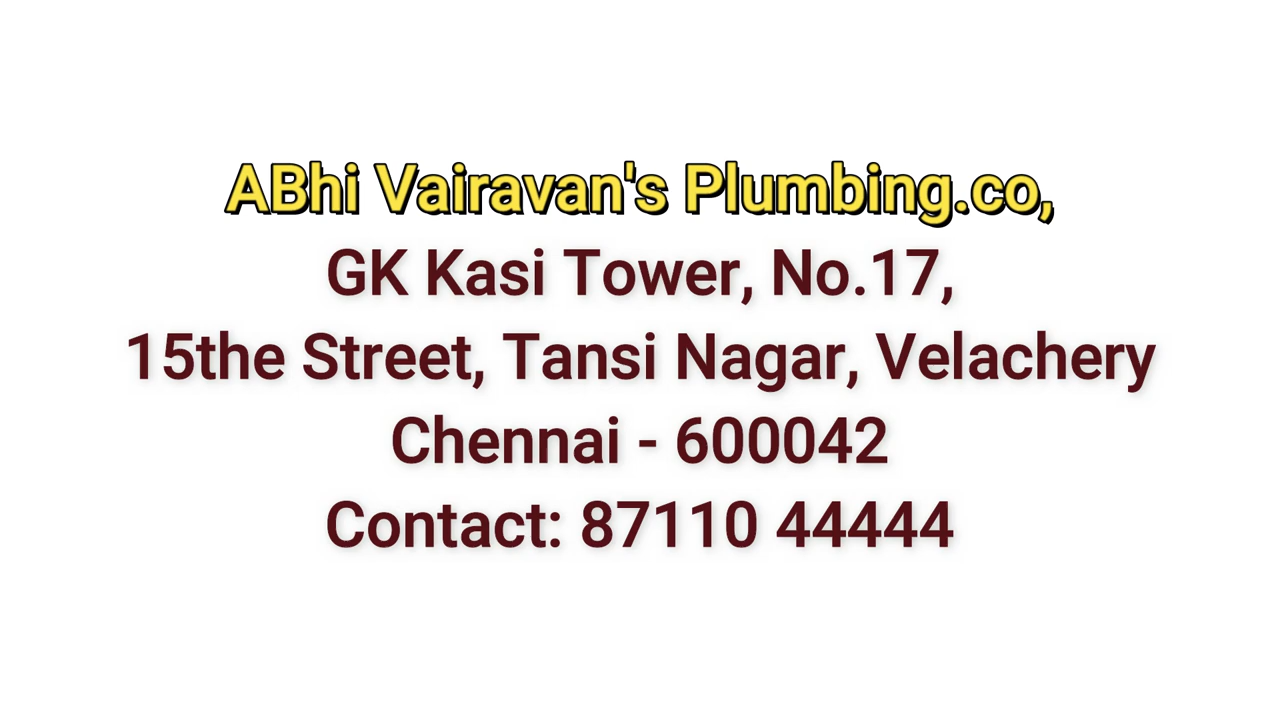 ABhi Vairavan's Plumbing.co,
GK Kasi Tower, No.17,
15the Street, Tansi Nagar, Velachery
Chennai - 600042
Contact: 87110 44444